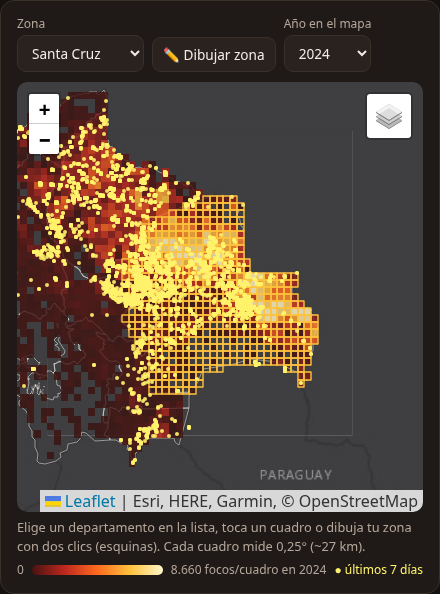 Zona
Año en el mapa
Santa Cruz
✏️ Dibujar zona
2024
+
−
PARAGUAY
Leaflet | Esri, HERE, Garmin, © OpenStreetMap
Elige un departamento en la lista, toca un cuadro o dibuja tu zona
con dos clics (esquinas). Cada cuadro mide 0,25° (~27 km).
0 8.660 focos/cuadro en 2024 ● últimos 7 días